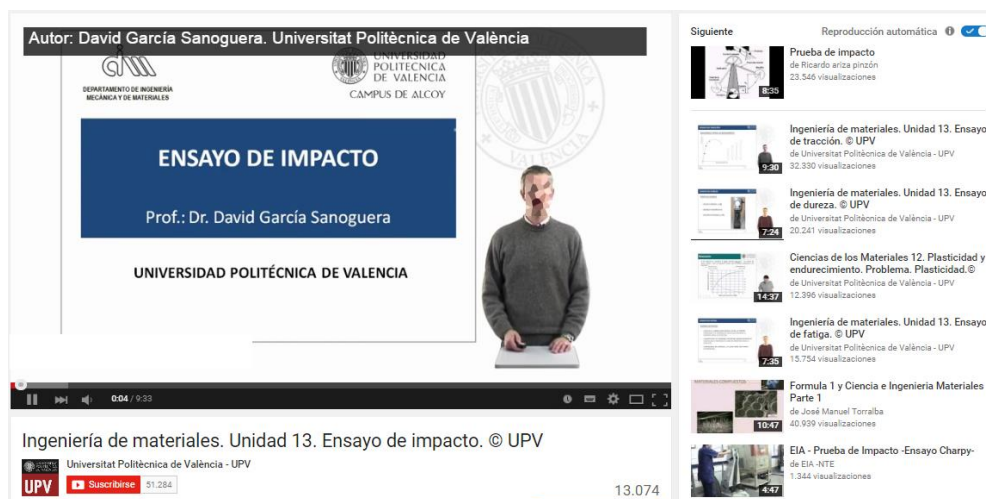 Autor: David García Sanoguera. Universitat Politècnica de València
DEPARTAMENTO DE INGENIERÍA
MECÁNICA Y DE MATERIALES
UNIVERSIDAD
POLITECNICA
DE VALENCIA
CAMPUS DE ALCOY
ENSAYO DE IMPACTO
Prof.: Dr. David García Sanoguera
UNIVERSIDAD POLITÉCNICA DE VALENCIA
0:04 / 9:33
Ingeniería de materiales. Unidad 13. Ensayo de impacto. © UPV
Universitat Politècnica de València - UPV
UPV
Suscribirse 51.284
13.074
Siguiente
Reproducción automática
Prueba de impacto
de Ricardo ariza pinzón
23.546 visualizaciones
8:35
Ingeniería de materiales. Unidad 13. Ensayo
de tracción. © UPV
de Universitat Politècnica de València - UPV
32.330 visualizaciones
9:30
Ingeniería de materiales. Unidad 13. Ensayo
de dureza. © UPV
de Universitat Politècnica de València - UPV
20.241 visualizaciones
7:24
Ciencias de los Materiales 12. Plasticidad y
endurecimiento. Problema. Plasticidad.©
de Universitat Politècnica de València - UPV
12.396 visualizaciones
14:37
Ingeniería de materiales. Unidad 13. Ensayo
de fatiga. © UPV
de Universitat Politècnica de València - UPV
15.754 visualizaciones
7:35
Formula 1 y Ciencia e Ingenieria Materiales
Parte 1
de José Manuel Torralba
40.939 visualizaciones
10:47
EIA - Prueba de Impacto -Ensayo Charpy-
de EIA -NTE
1.344 visualizaciones
4:47